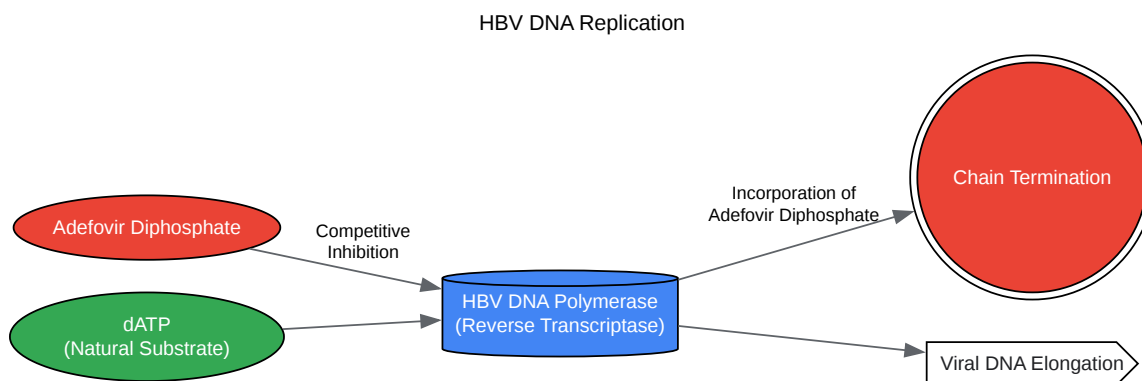 HBV DNA Replication
Adefovir Diphosphate
Competitive
Inhibition
dATP
(Natural Substrate)
HBV DNA Polymerase
(Reverse Transcriptase)
Incorporation of
Adefovir Diphosphate
Chain Termination
Viral DNA Elongation